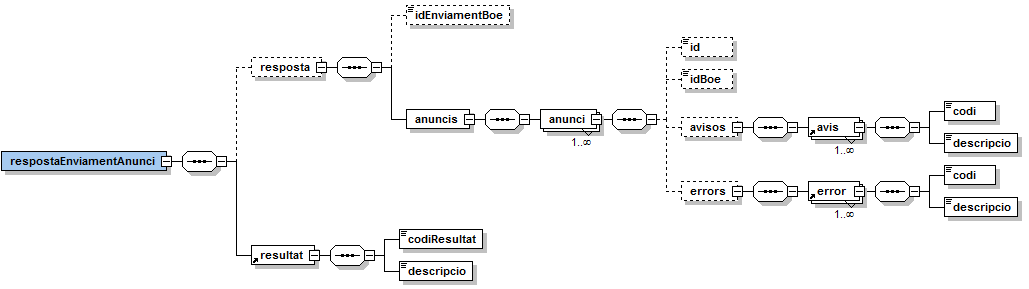 idEnviamentBoe
resposta
id
idBoe
anuncis
anunci
1..∞
avisos
avis
1..∞
codi
descripcio
respostaEnviamentAnunci
errors
error
1..∞
codi
descripcio
resultat
codiResultat
descripcio